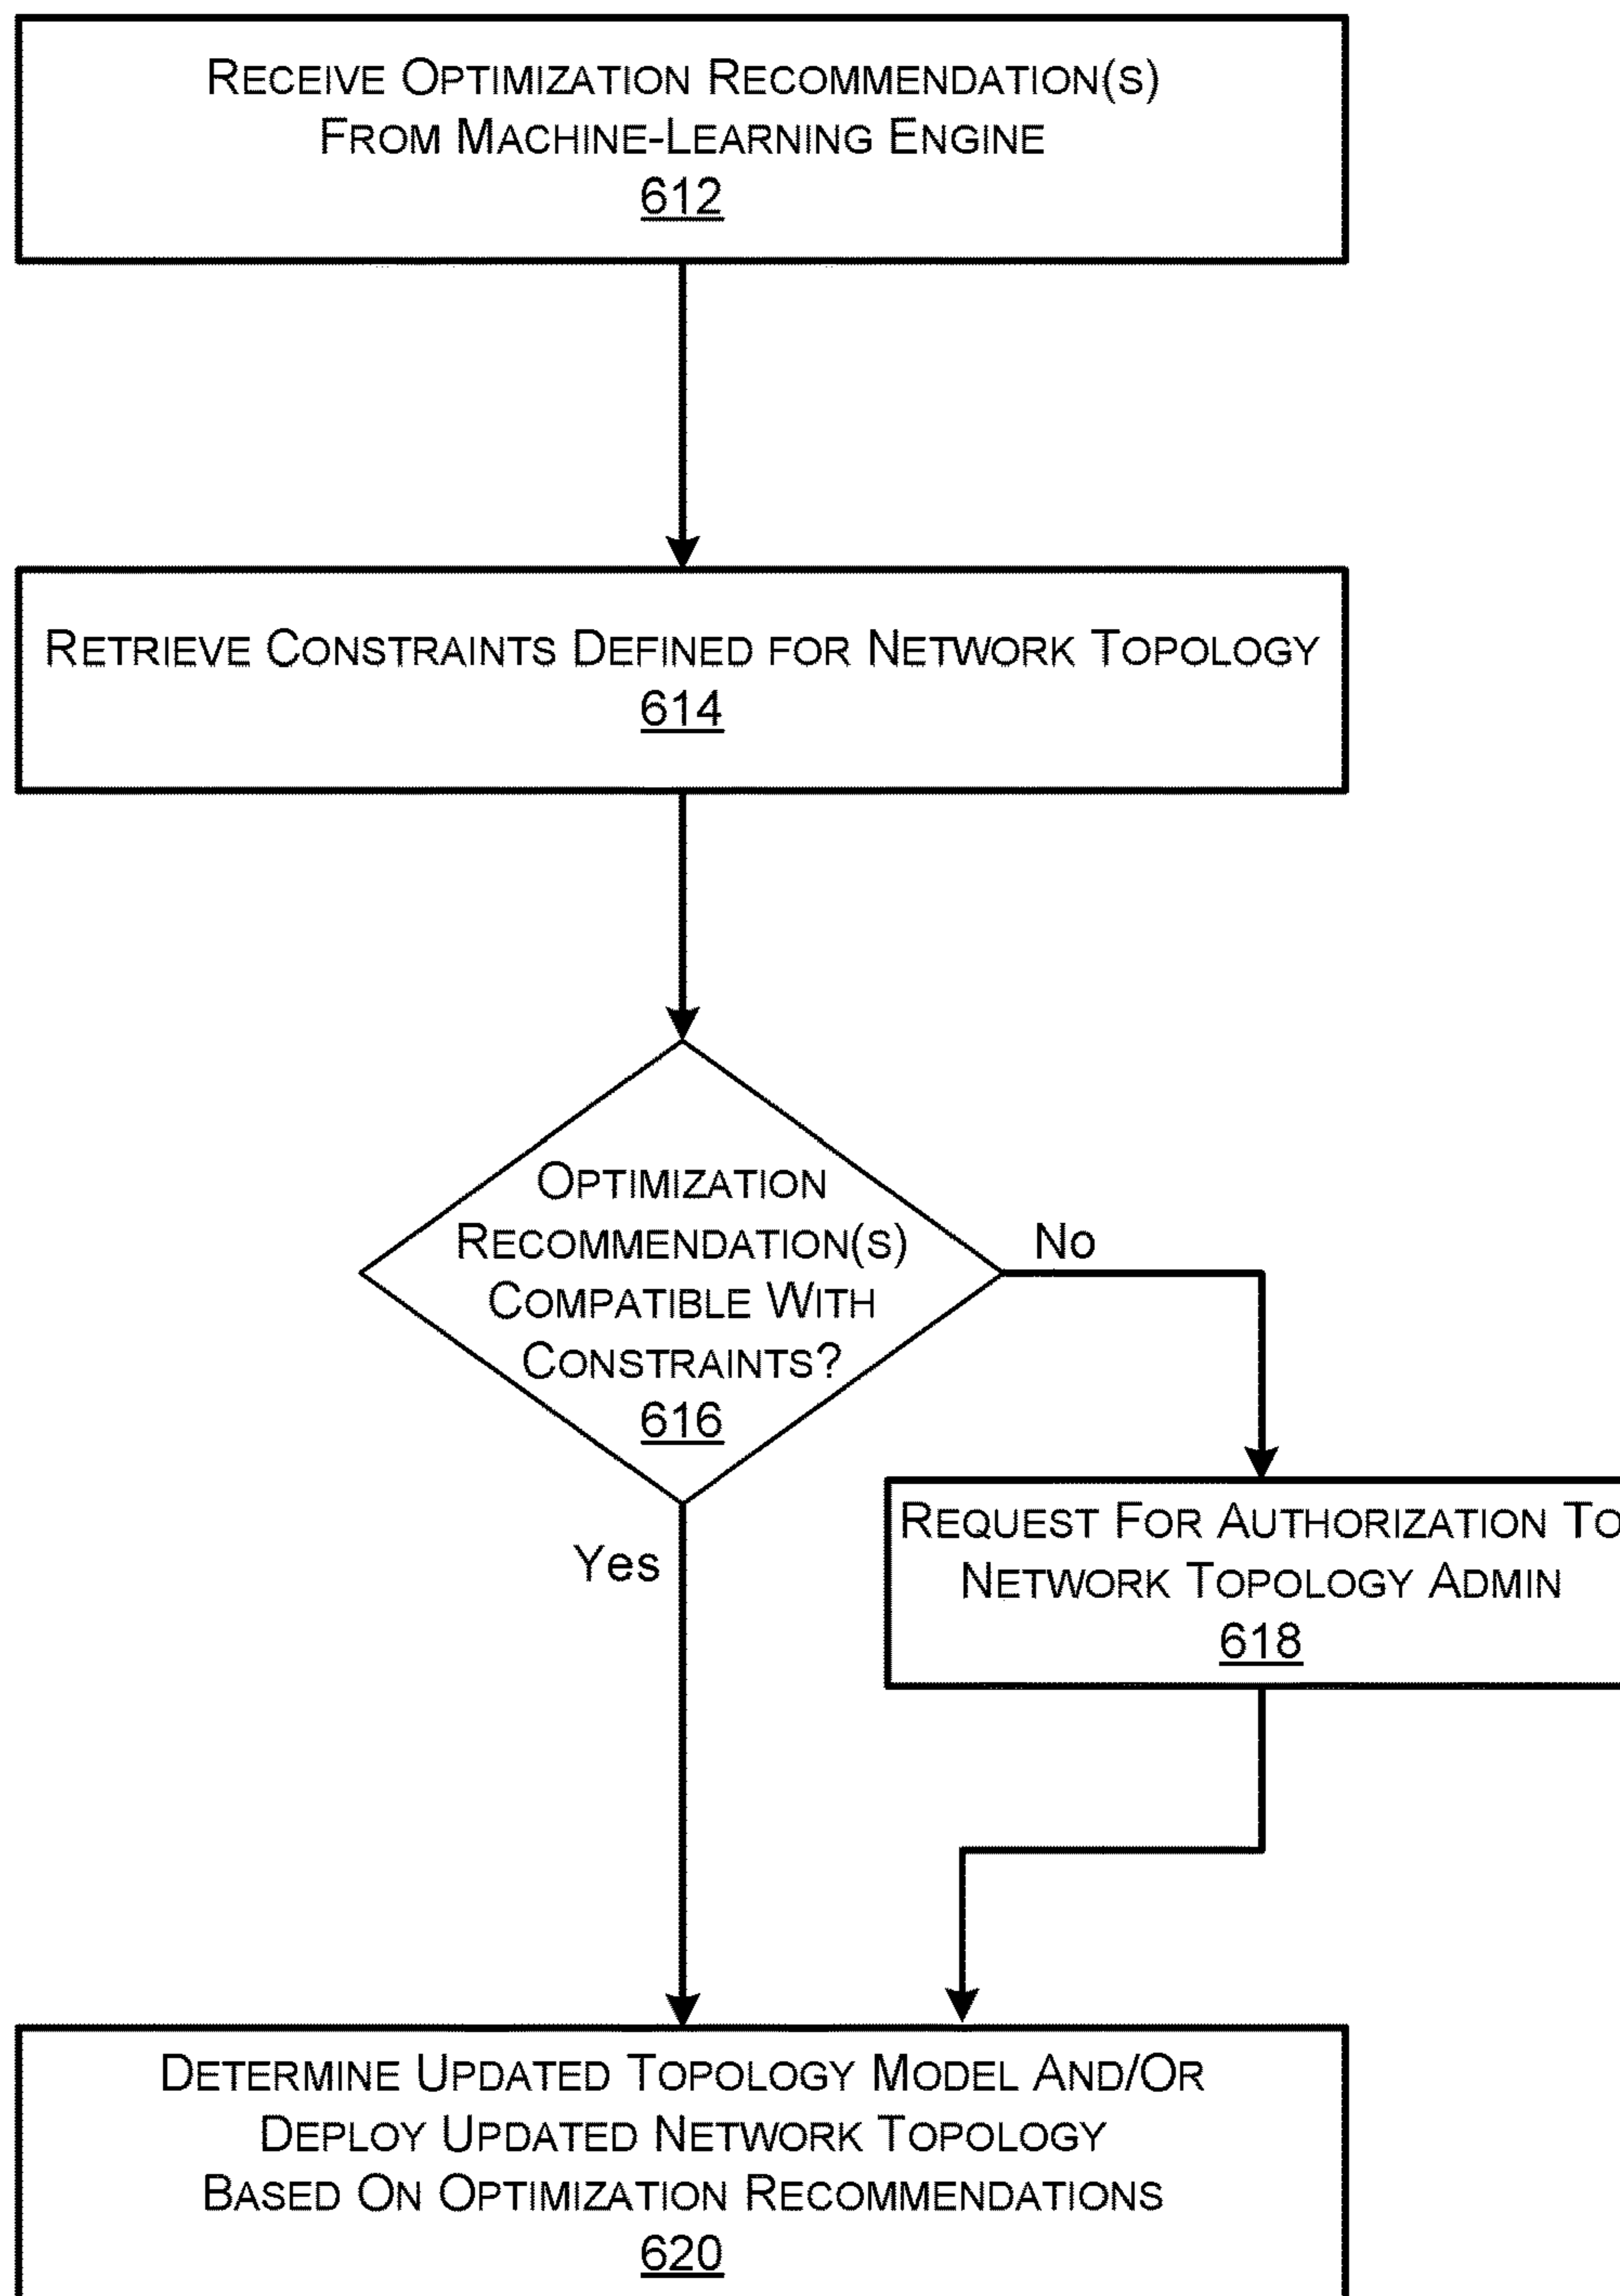 RECEIVE OPTIMIZATION RECOMMENDATION(S)
FROM MACHINE-LEARNING ENGINE
612
RETRIEVE CONSTRAINTS DEFINED FOR NETWORK TOPOLOGY
614
OPTIMIZATION
RECOMMENDATION(S)
COMPATIBLE WITH
CONSTRAINTS?
616
No
Yes
REQUEST FOR AUTHORIZATION TO
NETWORK TOPOLOGY ADMIN
618
DETERMINE UPDATED TOPOLOGY MODEL AND/OR
DEPLOY UPDATED NETWORK TOPOLOGY
BASED ON OPTIMIZATION RECOMMENDATIONS
620